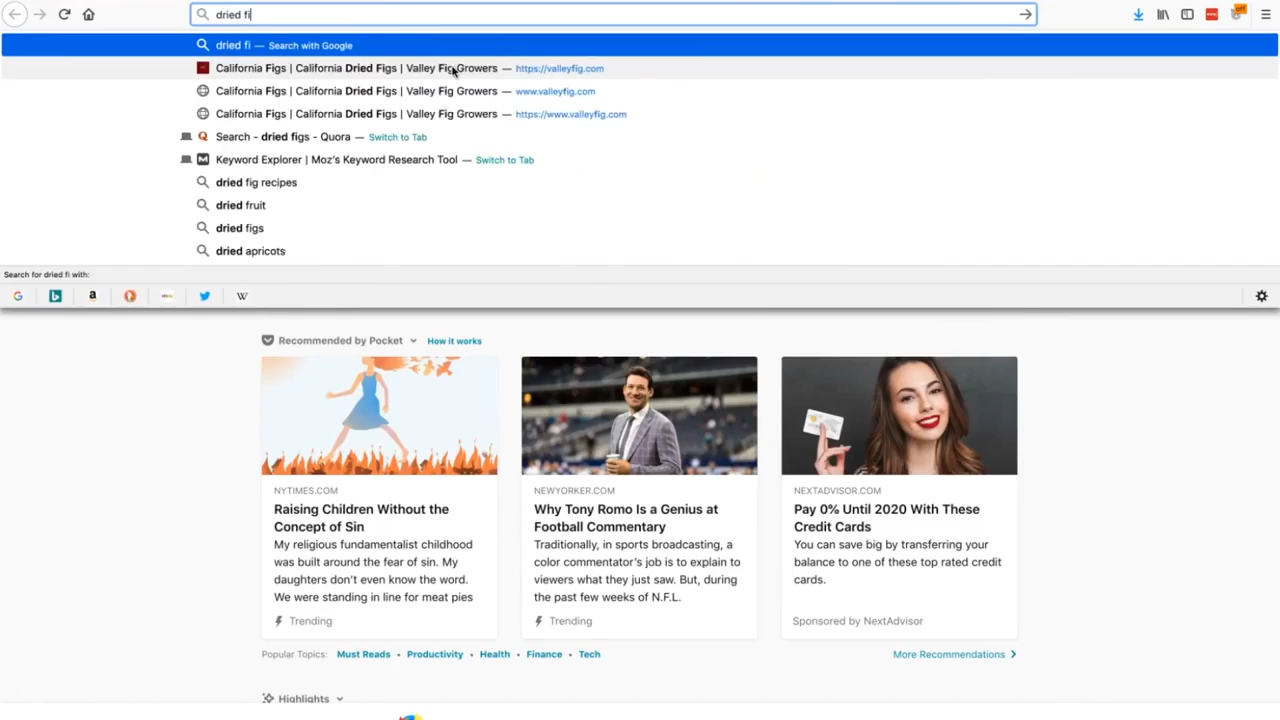 dried fi
off
dried fi — Search with Google
California Figs | California Dried Figs | Valley Fig Growers — https://valleyfig.com
California Figs | California Dried Figs | Valley Fig Growers — www.valleyfig.com
California Figs | California Dried Figs | Valley Fig Growers — https://www.valleyfig.com
Search - dried figs - Quora — Switch to Tab
Keyword Explorer | Moz's Keyword Research Tool — Switch to Tab
dried fig recipes
dried fruit
dried figs
dried apricots
Search for dried fi with:
Recommended by Pocket How it works
NYTIMES.COM
Raising Children Without the
Concept of Sin
My religious fundamentalist childhood
was built around the fear of sin. My
daughters don't even know the word.
We were standing in line for meat pies
Trending
NEWYORKER.COM
Why Tony Romo Is a Genius at
Football Commentary
Traditionally, in sports broadcasting, a
color commentator's job is to explain to
viewers what they just saw. But, during
the past few weeks of N.F.L.
Trending
NEXTADVISOR.COM
Pay 0% Until 2020 With These
Credit Cards
You can save big by transferring your
balance to one of these top rated credit
cards.
Sponsored by NextAdvisor
Popular Topics: Must Reads • Productivity • Health • Finance • Tech
More Recommendations
Highlights